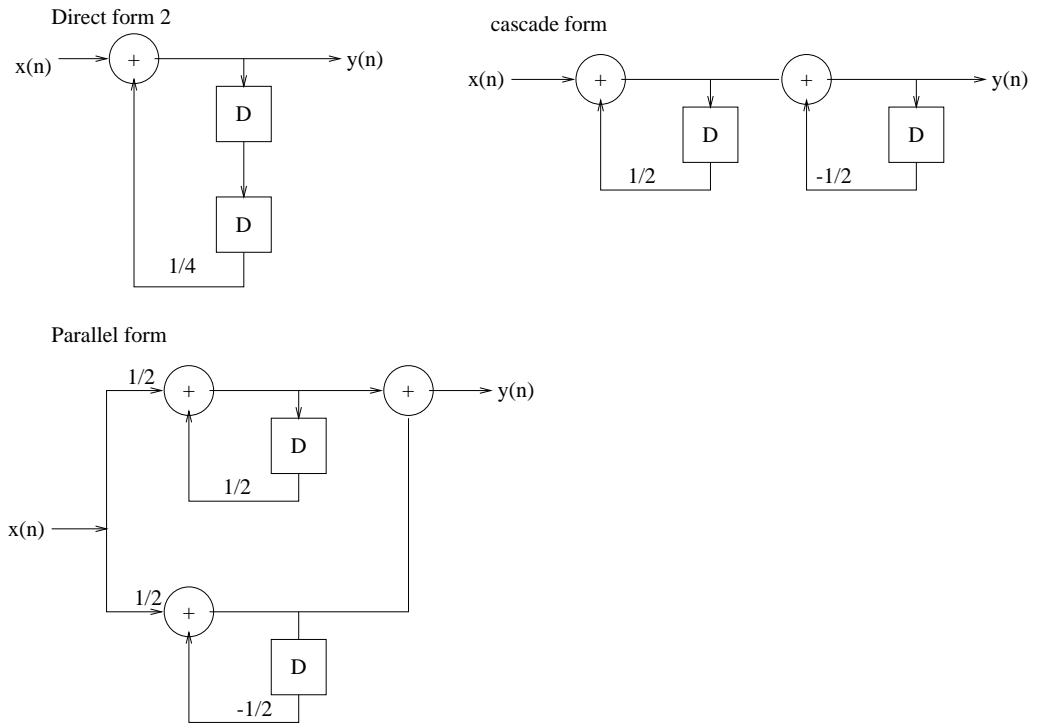 Direct form 2
x(n)
+
y(n)
D
D
1/4
cascade form
x(n)
+
+
y(n)
D
D
1/2
-1/2
Parallel form
1/2
+
+
y(n)
D
1/2
x(n)
1/2
+
D
-1/2